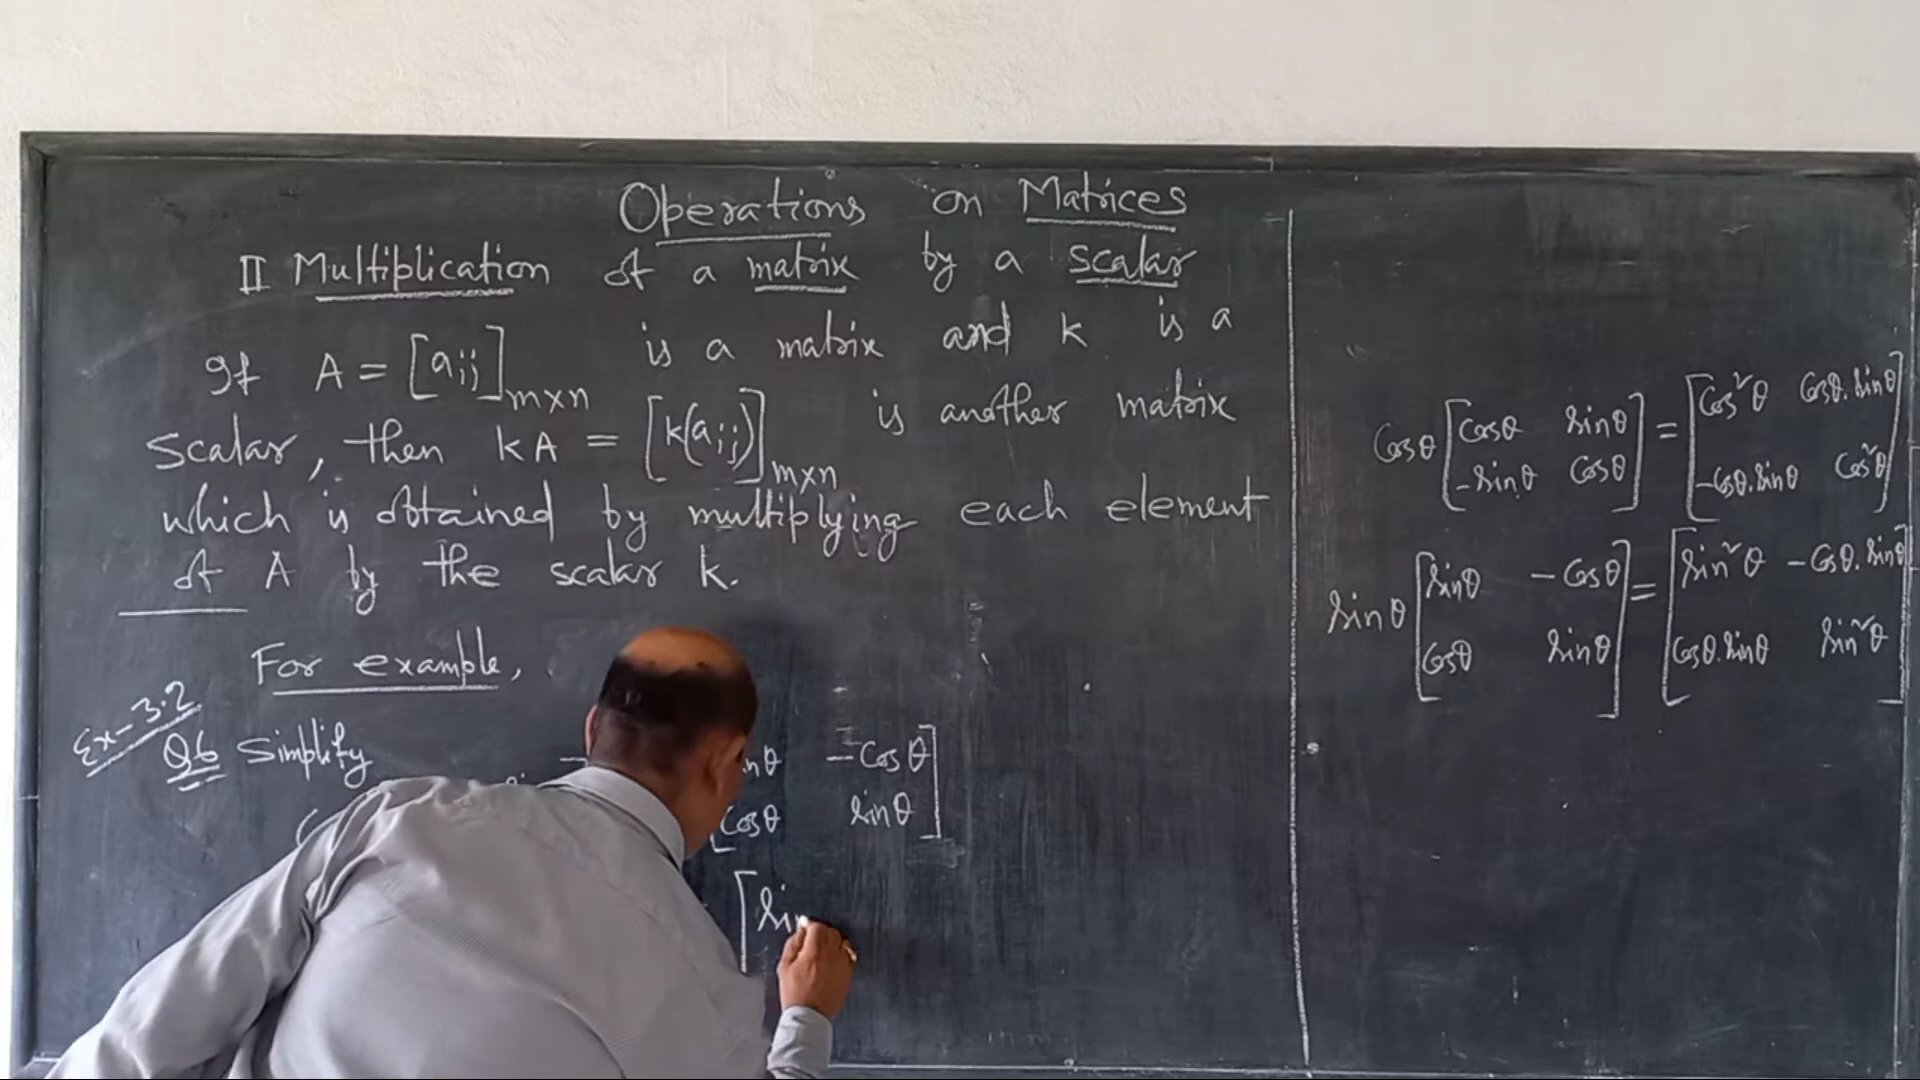 Operations on Matrices
II Multiplication of a matrix by a scalar
If A = [aij]m×n is a matrix and k is a
scalar, then kA = [k(aij)]m×n is another matrix
which is obtained by multiplying each element
of A by the scalar k.
For example,
Ex-3.2
Q6 Simplify
nθ -Cosθ]
[Cosθ sinθ]
[sin
Cosθ [Cosθ sinθ] = [Cos²θ Cosθ.sinθ]
[-sinθ Cosθ] [-Cosθ.sinθ Cos²θ]
sinθ [sinθ -Cosθ] = [sin²θ -Cosθ.sinθ]
[Cosθ sinθ] [Cosθ.sinθ sin²θ]